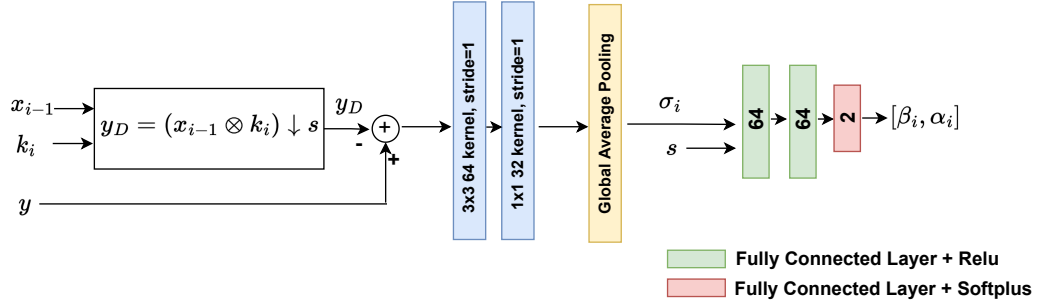 x_{i-1}
k_i
y_D = (x_{i-1} ⊗ k_i) ↓ s
y_D
+
-
+
y
3x3 64 kernel, stride=1
1x1 32 kernel, stride=1
Global Average Pooling
σ_i
s
64
64
2
[β_i, α_i]
Fully Connected Layer + Relu
Fully Connected Layer + Softplus